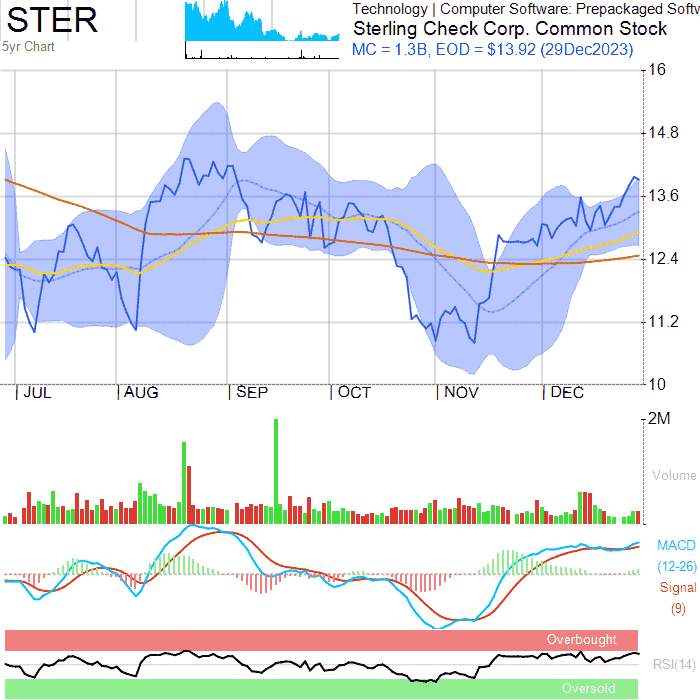 STER
5yr Chart
Technology | Computer Software: Prepackaged Softw
Sterling Check Corp. Common Stock
MC = 1.3B, EOD = $13.92 (29Dec2023)
16
14.8
13.6
12.4
11.2
10
JUL AUG SEP OCT NOV DEC
2M
Volume
MACD
(12-26)
Signal
(9)
Overbought
RSI(14)
Oversold